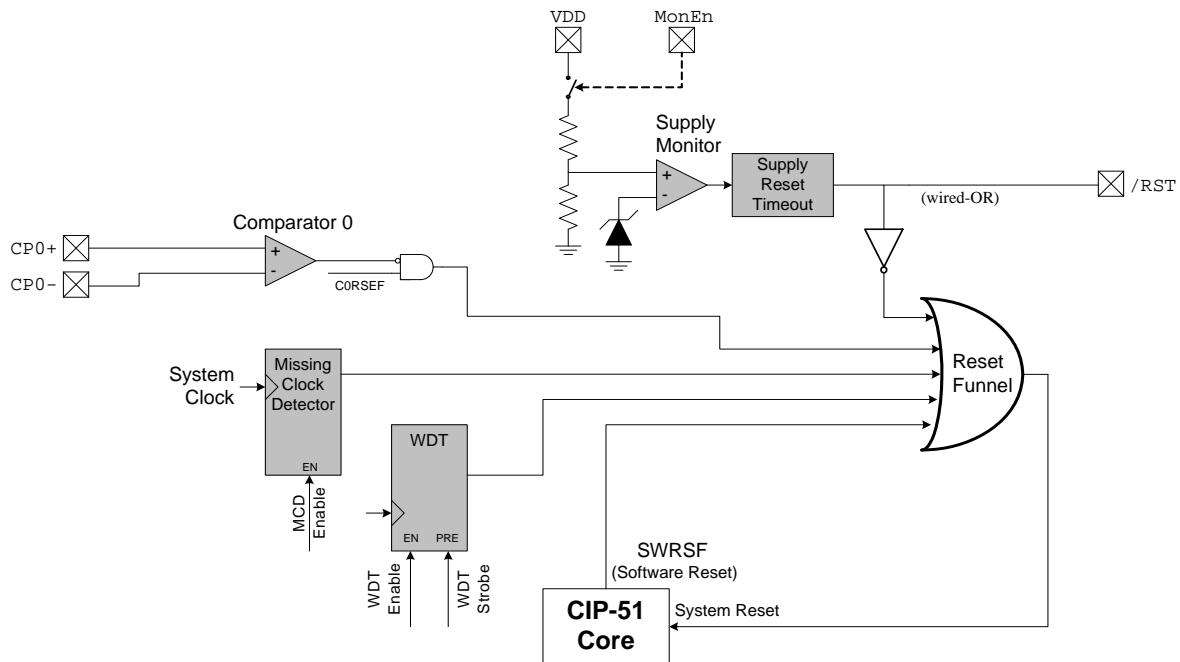 VDD
MonEn
Supply
Monitor
+
-
Supply
Reset
Timeout
(wired-OR)
/RST
Comparator 0
CP0+
CP0-
+
-
C0RSEF
Reset
Funnel
System
Clock
Missing
Clock
Detector
EN
MCD
Enable
WDT
EN
PRE
WDT
Enable
WDT
Strobe
SWRSF
(Software Reset)
CIP-51
Core
System Reset